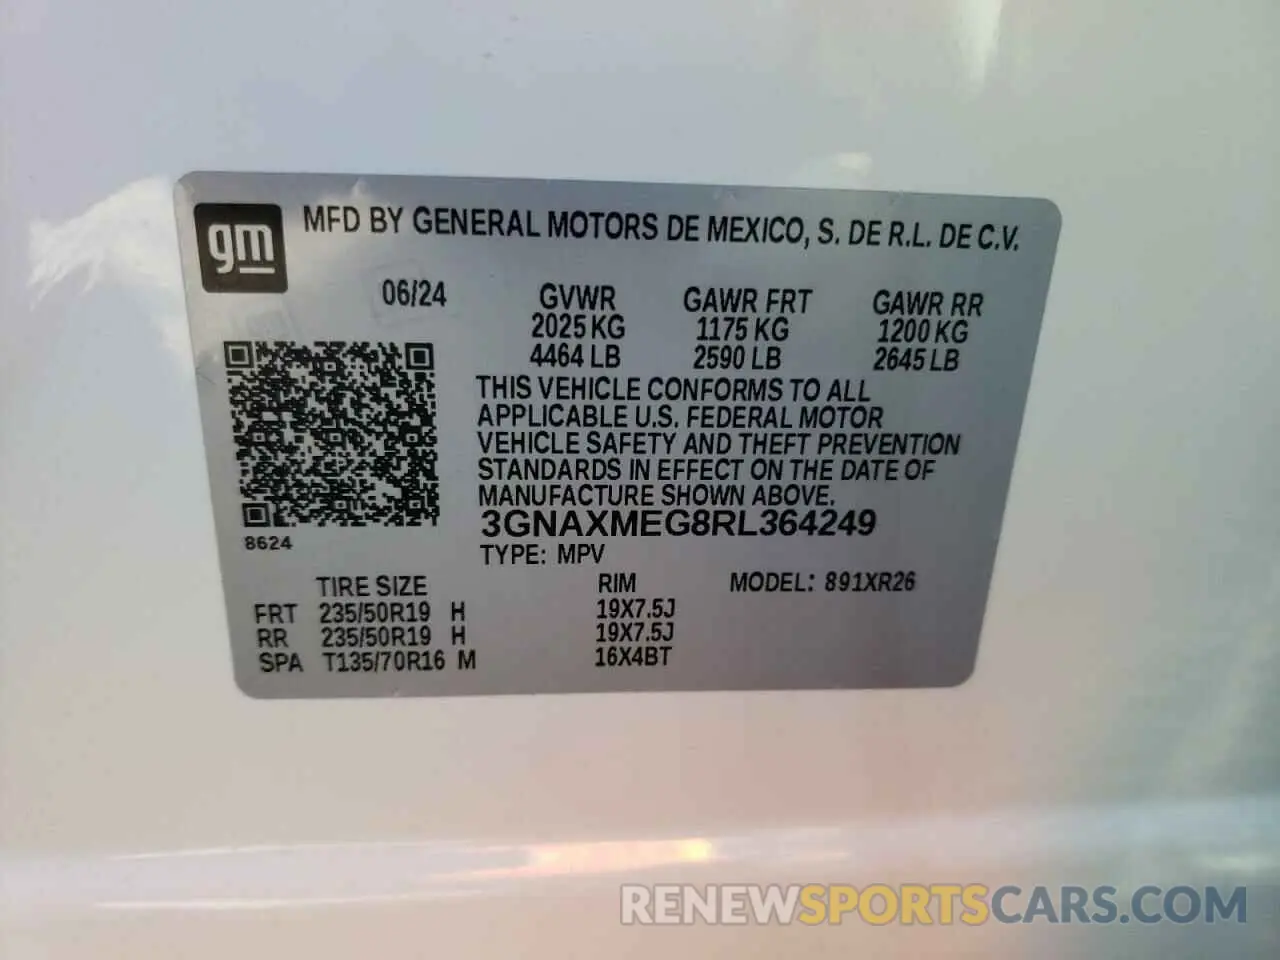 gm MFD BY GENERAL MOTORS DE MEXICO, S. DE R.L. DE C.V.
06/24 GVWR GAWR FRT GAWR RR
2025 KG 1175 KG 1200 KG
4464 LB 2590 LB 2645 LB
THIS VEHICLE CONFORMS TO ALL
APPLICABLE U.S. FEDERAL MOTOR
VEHICLE SAFETY AND THEFT PREVENTION
STANDARDS IN EFFECT ON THE DATE OF
MANUFACTURE SHOWN ABOVE.
3GNAXMEG8RL364249
8624
TYPE: MPV
TIRE SIZE RIM MODEL: 891XR26
FRT 235/50R19 H 19X7.5J
RR 235/50R19 H 19X7.5J
SPA T135/70R16 M 16X4BT
RENEWSPORTSCARS.COM